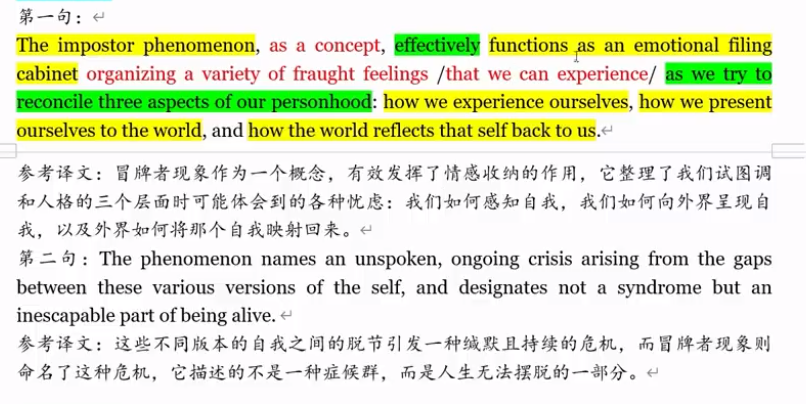 第一句：
The impostor phenomenon, as a concept, effectively functions as an emotional filing
cabinet organizing a variety of fraught feelings /that we can experience/ as we try to
reconcile three aspects of our personhood: how we experience ourselves, how we present
ourselves to the world, and how the world reflects that self back to us.
参考译文：冒牌者现象作为一个概念，有效发挥了情感收纳的作用，它整理了我们试图调
和人格的三个层面时可能体会到的各种忧虑：我们如何感知自我，我们如何向外界呈现自
我，以及外界如何将那个自我映射回来。
第二句：The phenomenon names an unspoken, ongoing crisis arising from the gaps
between these various versions of the self, and designates not a syndrome but an
inescapable part of being alive.
参考译文：这些不同版本的自我之间的脱节引发一种缄默且持续的危机，而冒牌者现象则
命名了这种危机，它描述的不是一种症候群，而是人生无法摆脱的一部分。